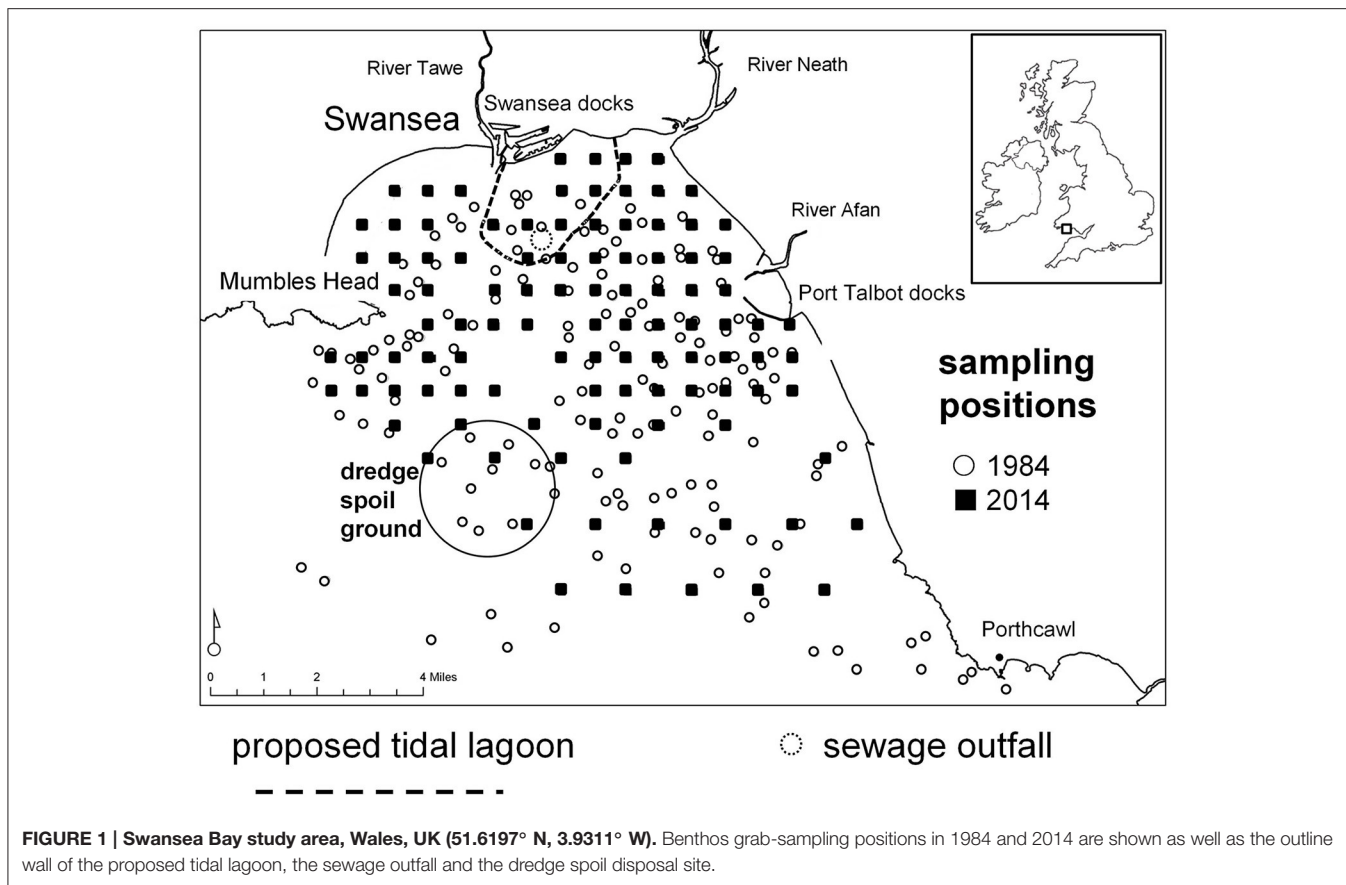 River Tawe
River Neath
Swansea docks
Swansea
River Afan
Mumbles Head
Port Talbot docks
sampling
positions
1984
2014
dredge
spoil
ground
Porthcawl
0 1 2 4 Miles
proposed tidal lagoon
sewage outfall
FIGURE 1 | Swansea Bay study area, Wales, UK (51.6197° N, 3.9311° W). Benthos grab-sampling positions in 1984 and 2014 are shown as well as the outline
wall of the proposed tidal lagoon, the sewage outfall and the dredge spoil disposal site.